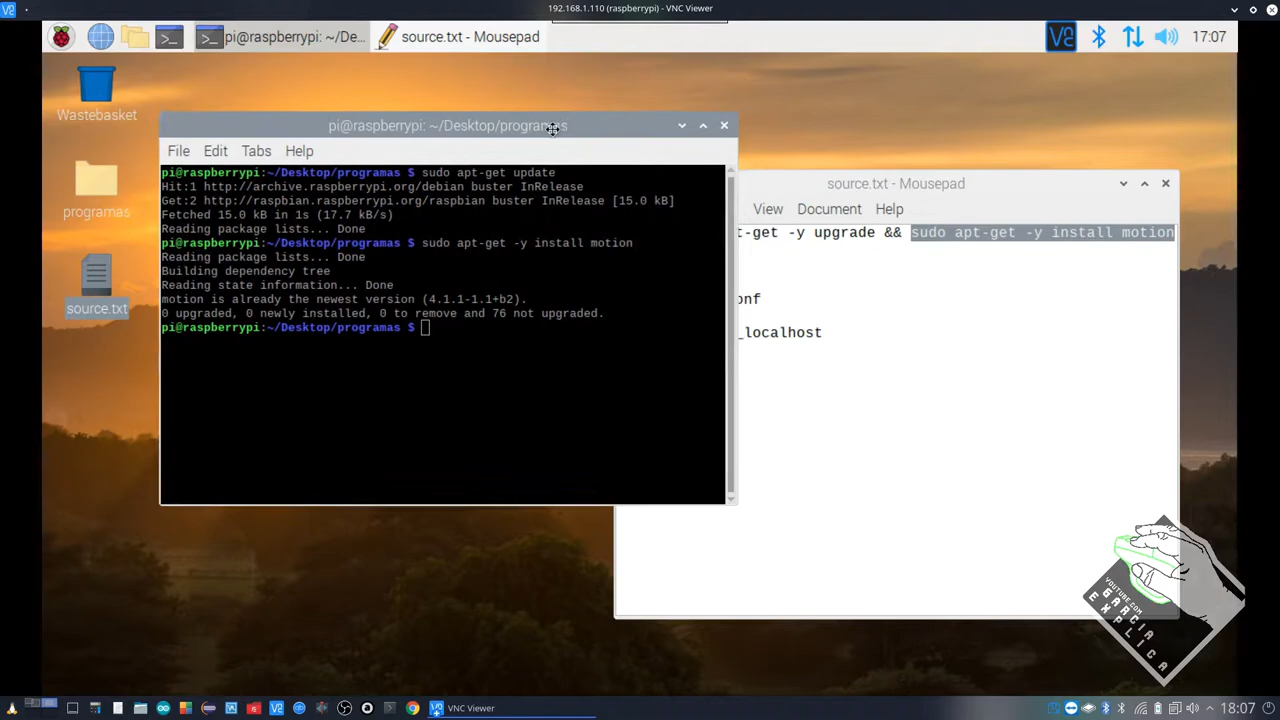 192.168.1.110 (raspberrypi) - VNC Viewer
pi@raspberrypi: ~/De...
source.txt - Mousepad
17:07
Wastebasket
programas
source.txt
pi@raspberrypi: ~/Desktop/programas
File Edit Tabs Help
pi@raspberrypi:~/Desktop/programas $ sudo apt-get update
Hit:1 http://archive.raspberrypi.org/debian buster InRelease
Get:2 http://raspbian.raspberrypi.org/raspbian buster InRelease [15.0 kB]
Fetched 15.0 kB in 1s (17.7 kB/s)
Reading package lists... Done
pi@raspberrypi:~/Desktop/programas $ sudo apt-get -y install motion
Reading package lists... Done
Building dependency tree
Reading state information... Done
motion is already the newest version (4.1.1-1.1+b2).
0 upgraded, 0 newly installed, 0 to remove and 76 not upgraded.
pi@raspberrypi:~/Desktop/programas $
source.txt - Mousepad
View Document Help
t-get -y upgrade && sudo apt-get -y install motion
onf
_localhost
YOUTUBE.COM
GARCIA
EXPLICA
VNC Viewer
18:07